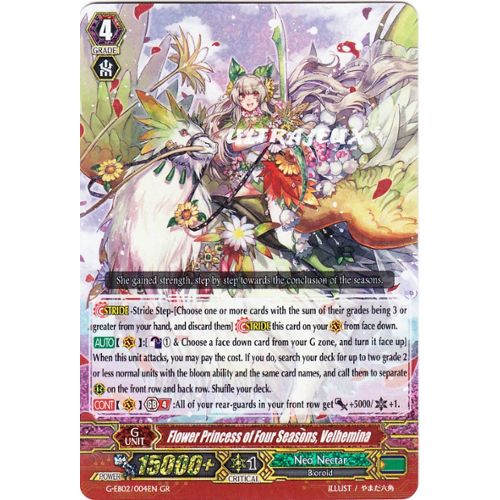 4
GRADE
ULTRAJEUX
She gained strength, step by step towards the conclusion of the seasons.
STRIDE -Stride Step-[Choose one or more cards with the sum of their grades being 3 or
greater from your hand, and discard them] STRIDE this card on from face down.
AUTO [ ]:[ 1 & Choose a face down card from your G zone, and turn it face up]
When this unit attacks, you may pay the cost. If you do, search your deck for up to two grade 2
or less normal units with the bloom ability and the same card names, and call them to separate
on the front row and back row. Shuffle your deck.
CONT [ ]: GB 4 :All of your rear-guards in your front row get +5000/ +1.
G
UNIT
Flower Princess of Four Seasons, Velhemina
POWER 15000+ 1 CRITICAL
Neo Nectar
Bioroid
G-EB02/004EN GR
ILLUST / やまだ六角